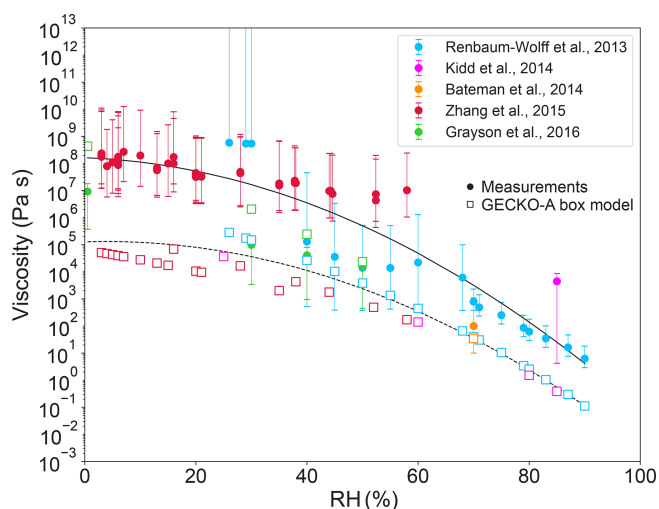 10^13
10^12
10^11
10^10
10^9
10^8
10^7
10^6
10^5
10^4
10^3
10^2
10^1
10^0
10^−1
10^−2
10^−3
Viscosity (Pa s)
Renbaum-Wolff et al., 2013
Kidd et al., 2014
Bateman et al., 2014
Zhang et al., 2015
Grayson et al., 2016
Measurements
GECKO-A box model
0 20 40 60 80 100
RH (%)